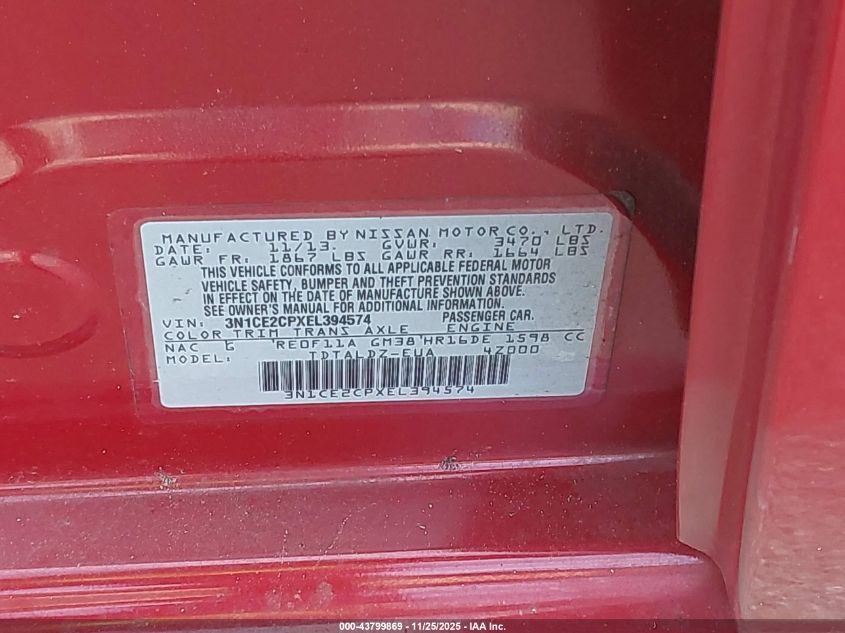 MANUFACTURED BY NISSAN MOTOR CO., LTD.
DATE: 11/13. GVWR: 3470 LBS
GAWR FR: 1867 LBS GAWR RR: 1664 LBS
THIS VEHICLE CONFORMS TO ALL APPLICABLE FEDERAL MOTOR
VEHICLE SAFETY, BUMPER AND THEFT PREVENTION STANDARDS
IN EFFECT ON THE DATE OF MANUFACTURE SHOWN ABOVE.
SEE OWNER'S MANUAL FOR ADDITIONAL INFORMATION.
VIN: 3N1CE2CPXEL394574 PASSENGER CAR.
COLOR TRIM TRANS AXLE ENGINE
NAC G RE0F11A GM38 HR16DE 1598 CC
MODEL: TDTALDZ-EUA 4Z000
3N1CE2CPXEL394574
000-43799869 - 11/25/2025 - IAA Inc.